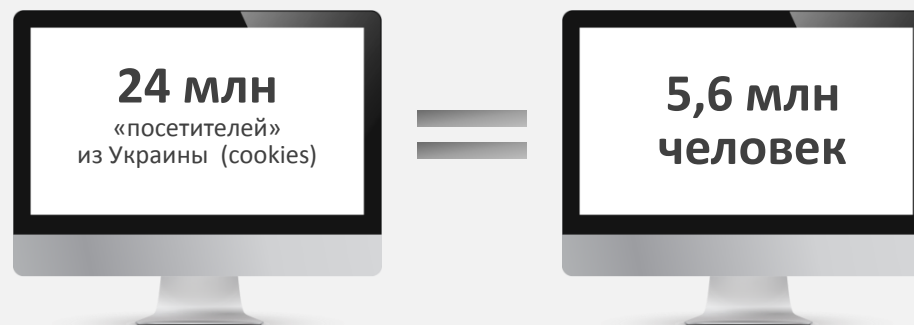 24 млн
«посетителей»
из Украины (cookies)
5,6 млн
человек